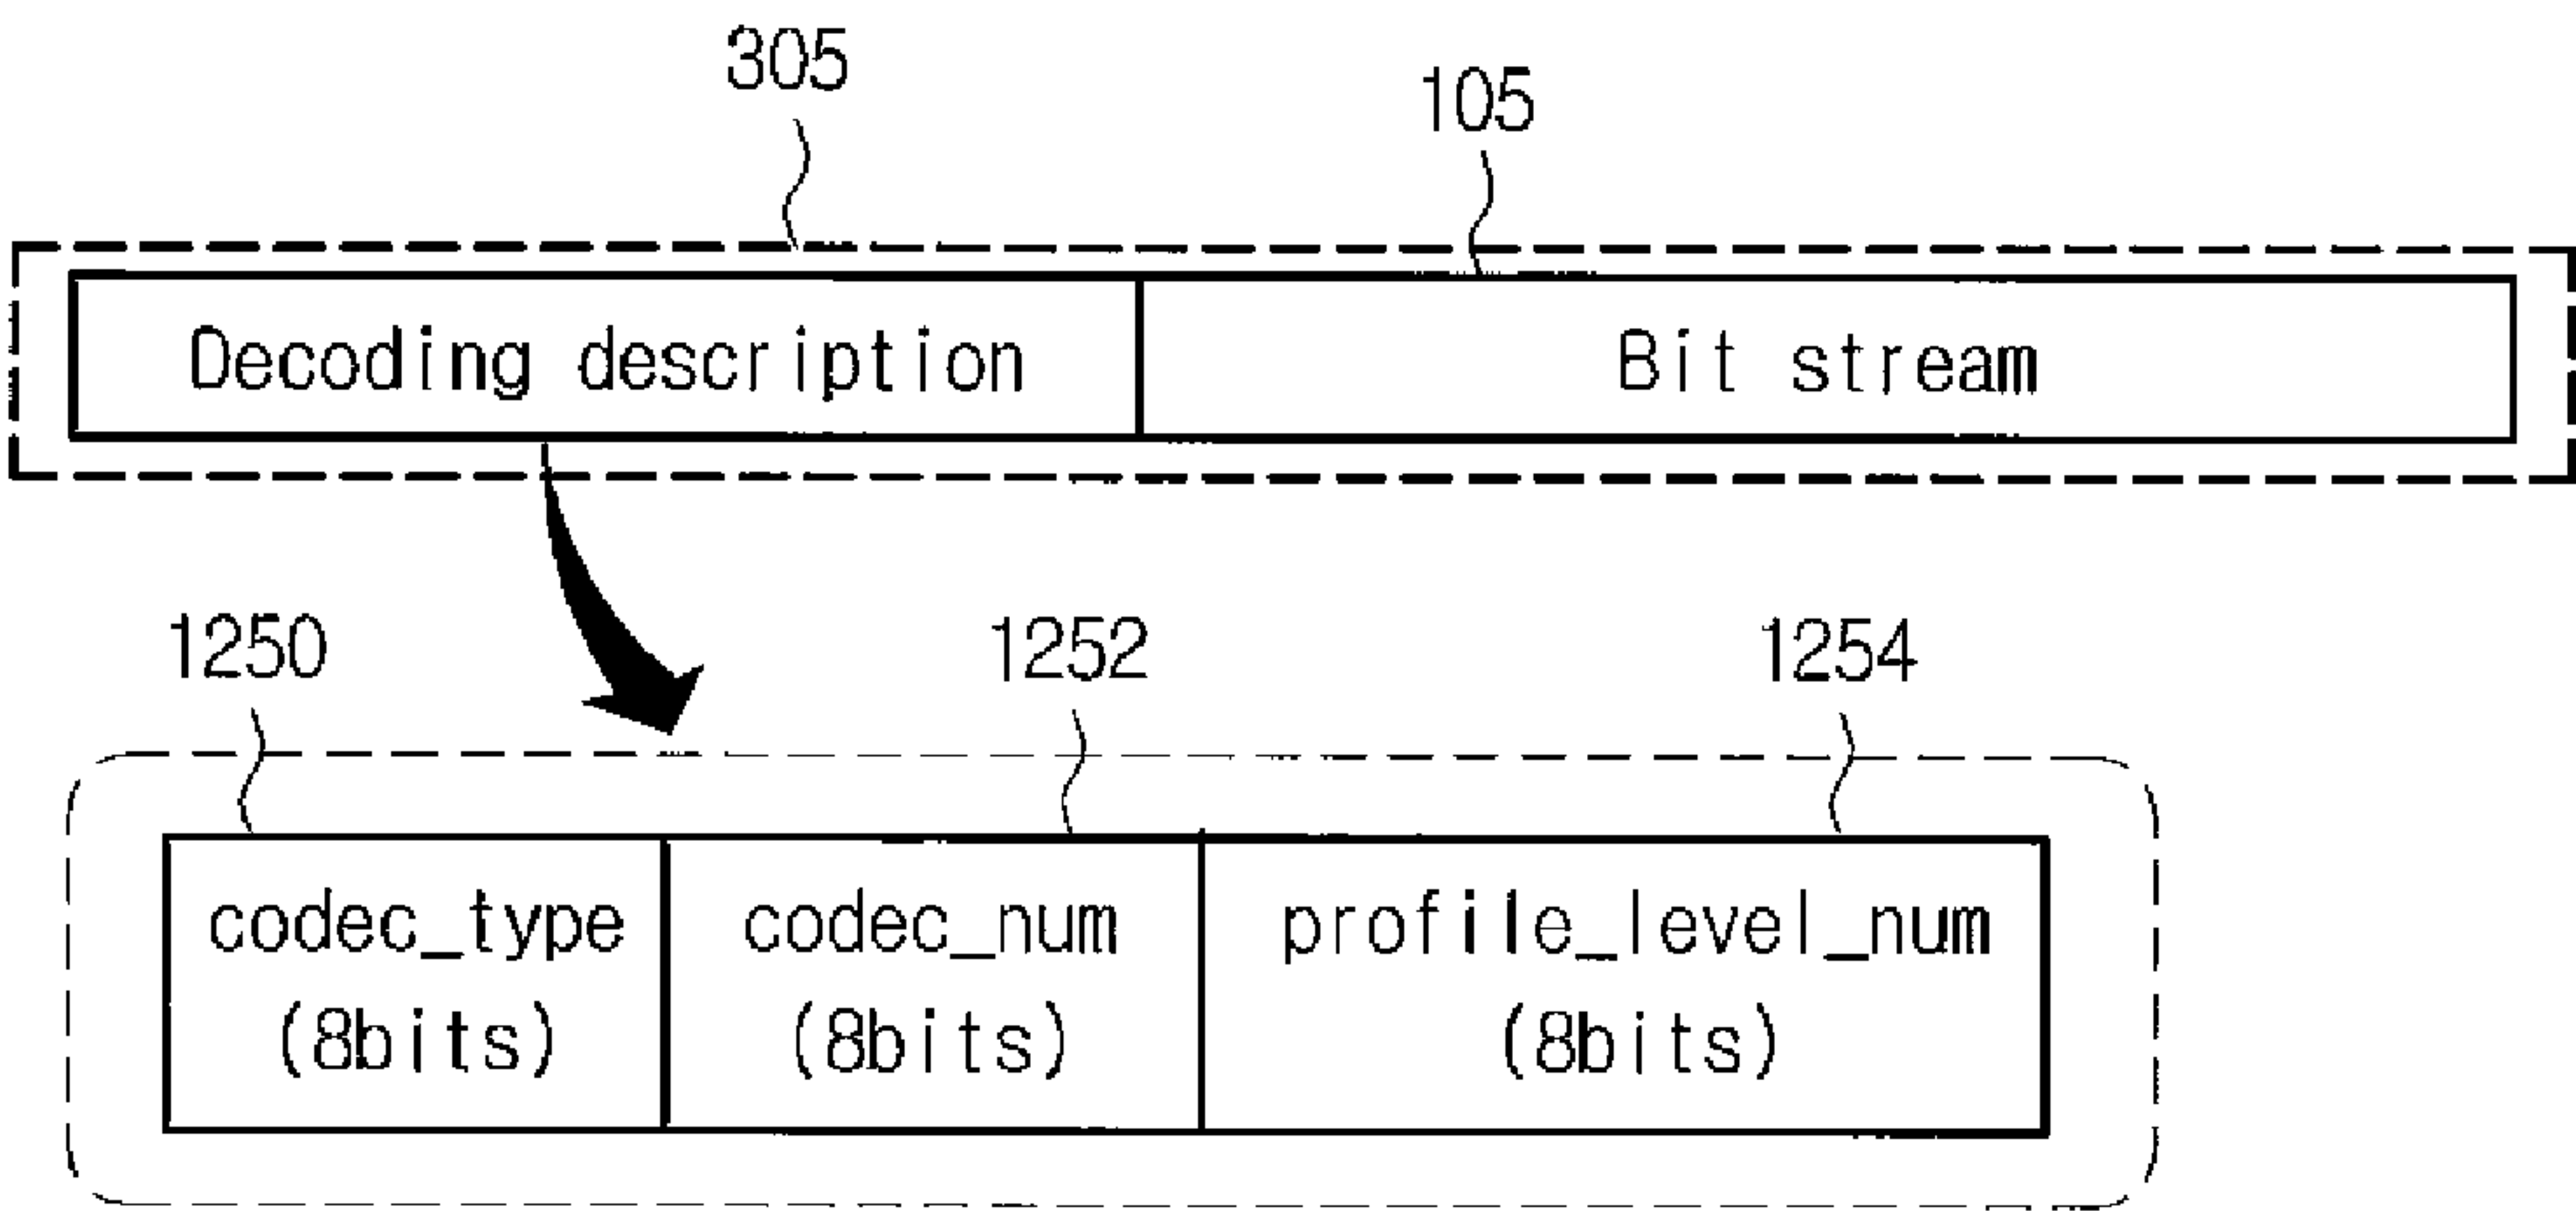 305
105
Decoding description
Bit stream
1250
1252
1254
codec_type
(8bits)
codec_num
(8bits)
profile_level_num
(8bits)